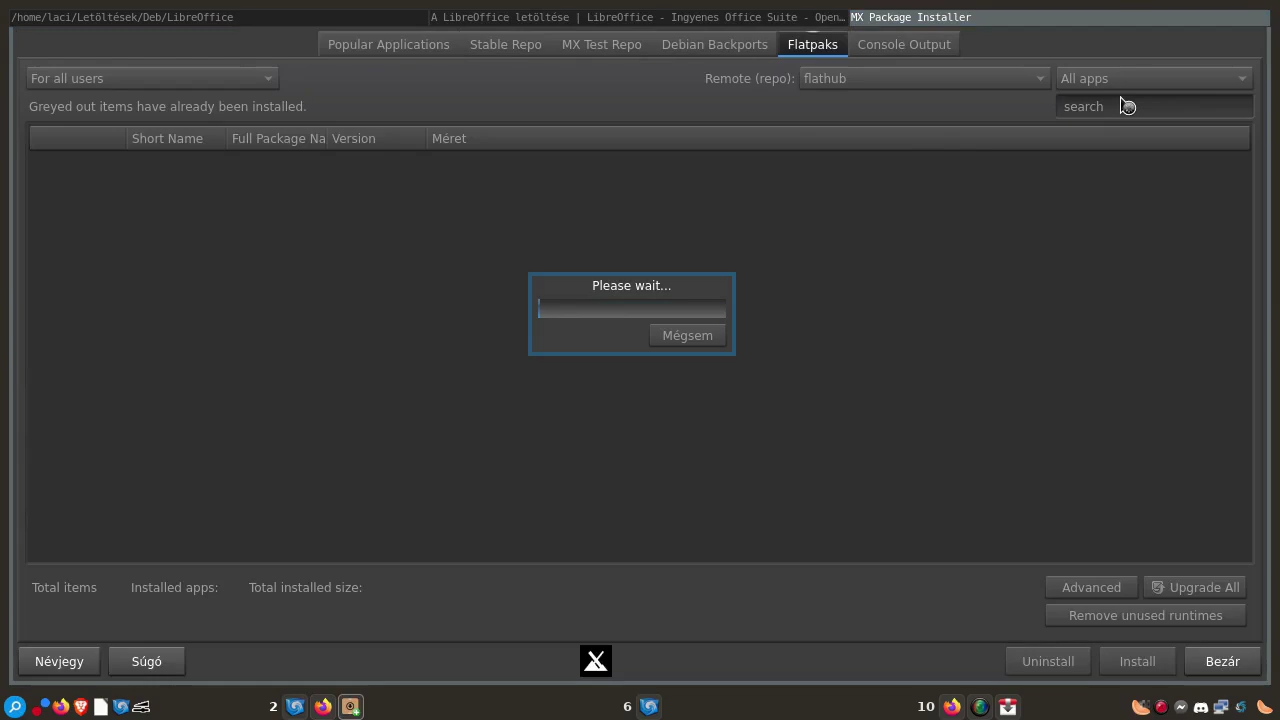 /home/laci/Letöltések/Deb/LibreOffice
A LibreOffice letöltése | LibreOffice - Ingyenes Office Suite - Open…
MX Package Installer
Popular Applications
Stable Repo
MX Test Repo
Debian Backports
Flatpaks
Console Output
For all users
Remote (repo):
flathub
All apps
Greyed out items have already been installed.
search
Short Name
Full Package Na
Version
Méret
Please wait...
Mégsem
Total items
Installed apps:
Total installed size:
Advanced
Upgrade All
Remove unused runtimes
Névjegy
Súgó
Uninstall
Install
Bezár
2
6
10